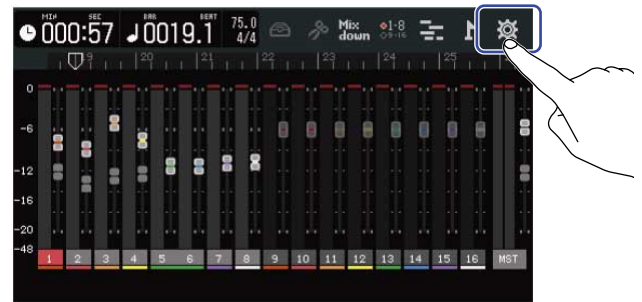 MIN SEC BAR BEAT
000:57 0019.1 75.0 4/4 Mix down 1-8 9-16
19 20 21 22 23 24 25
0
-6
-12
-16
-20
-48
1 2 3 4 5 6 7 8 9 10 11 12 13 14 15 16 MST